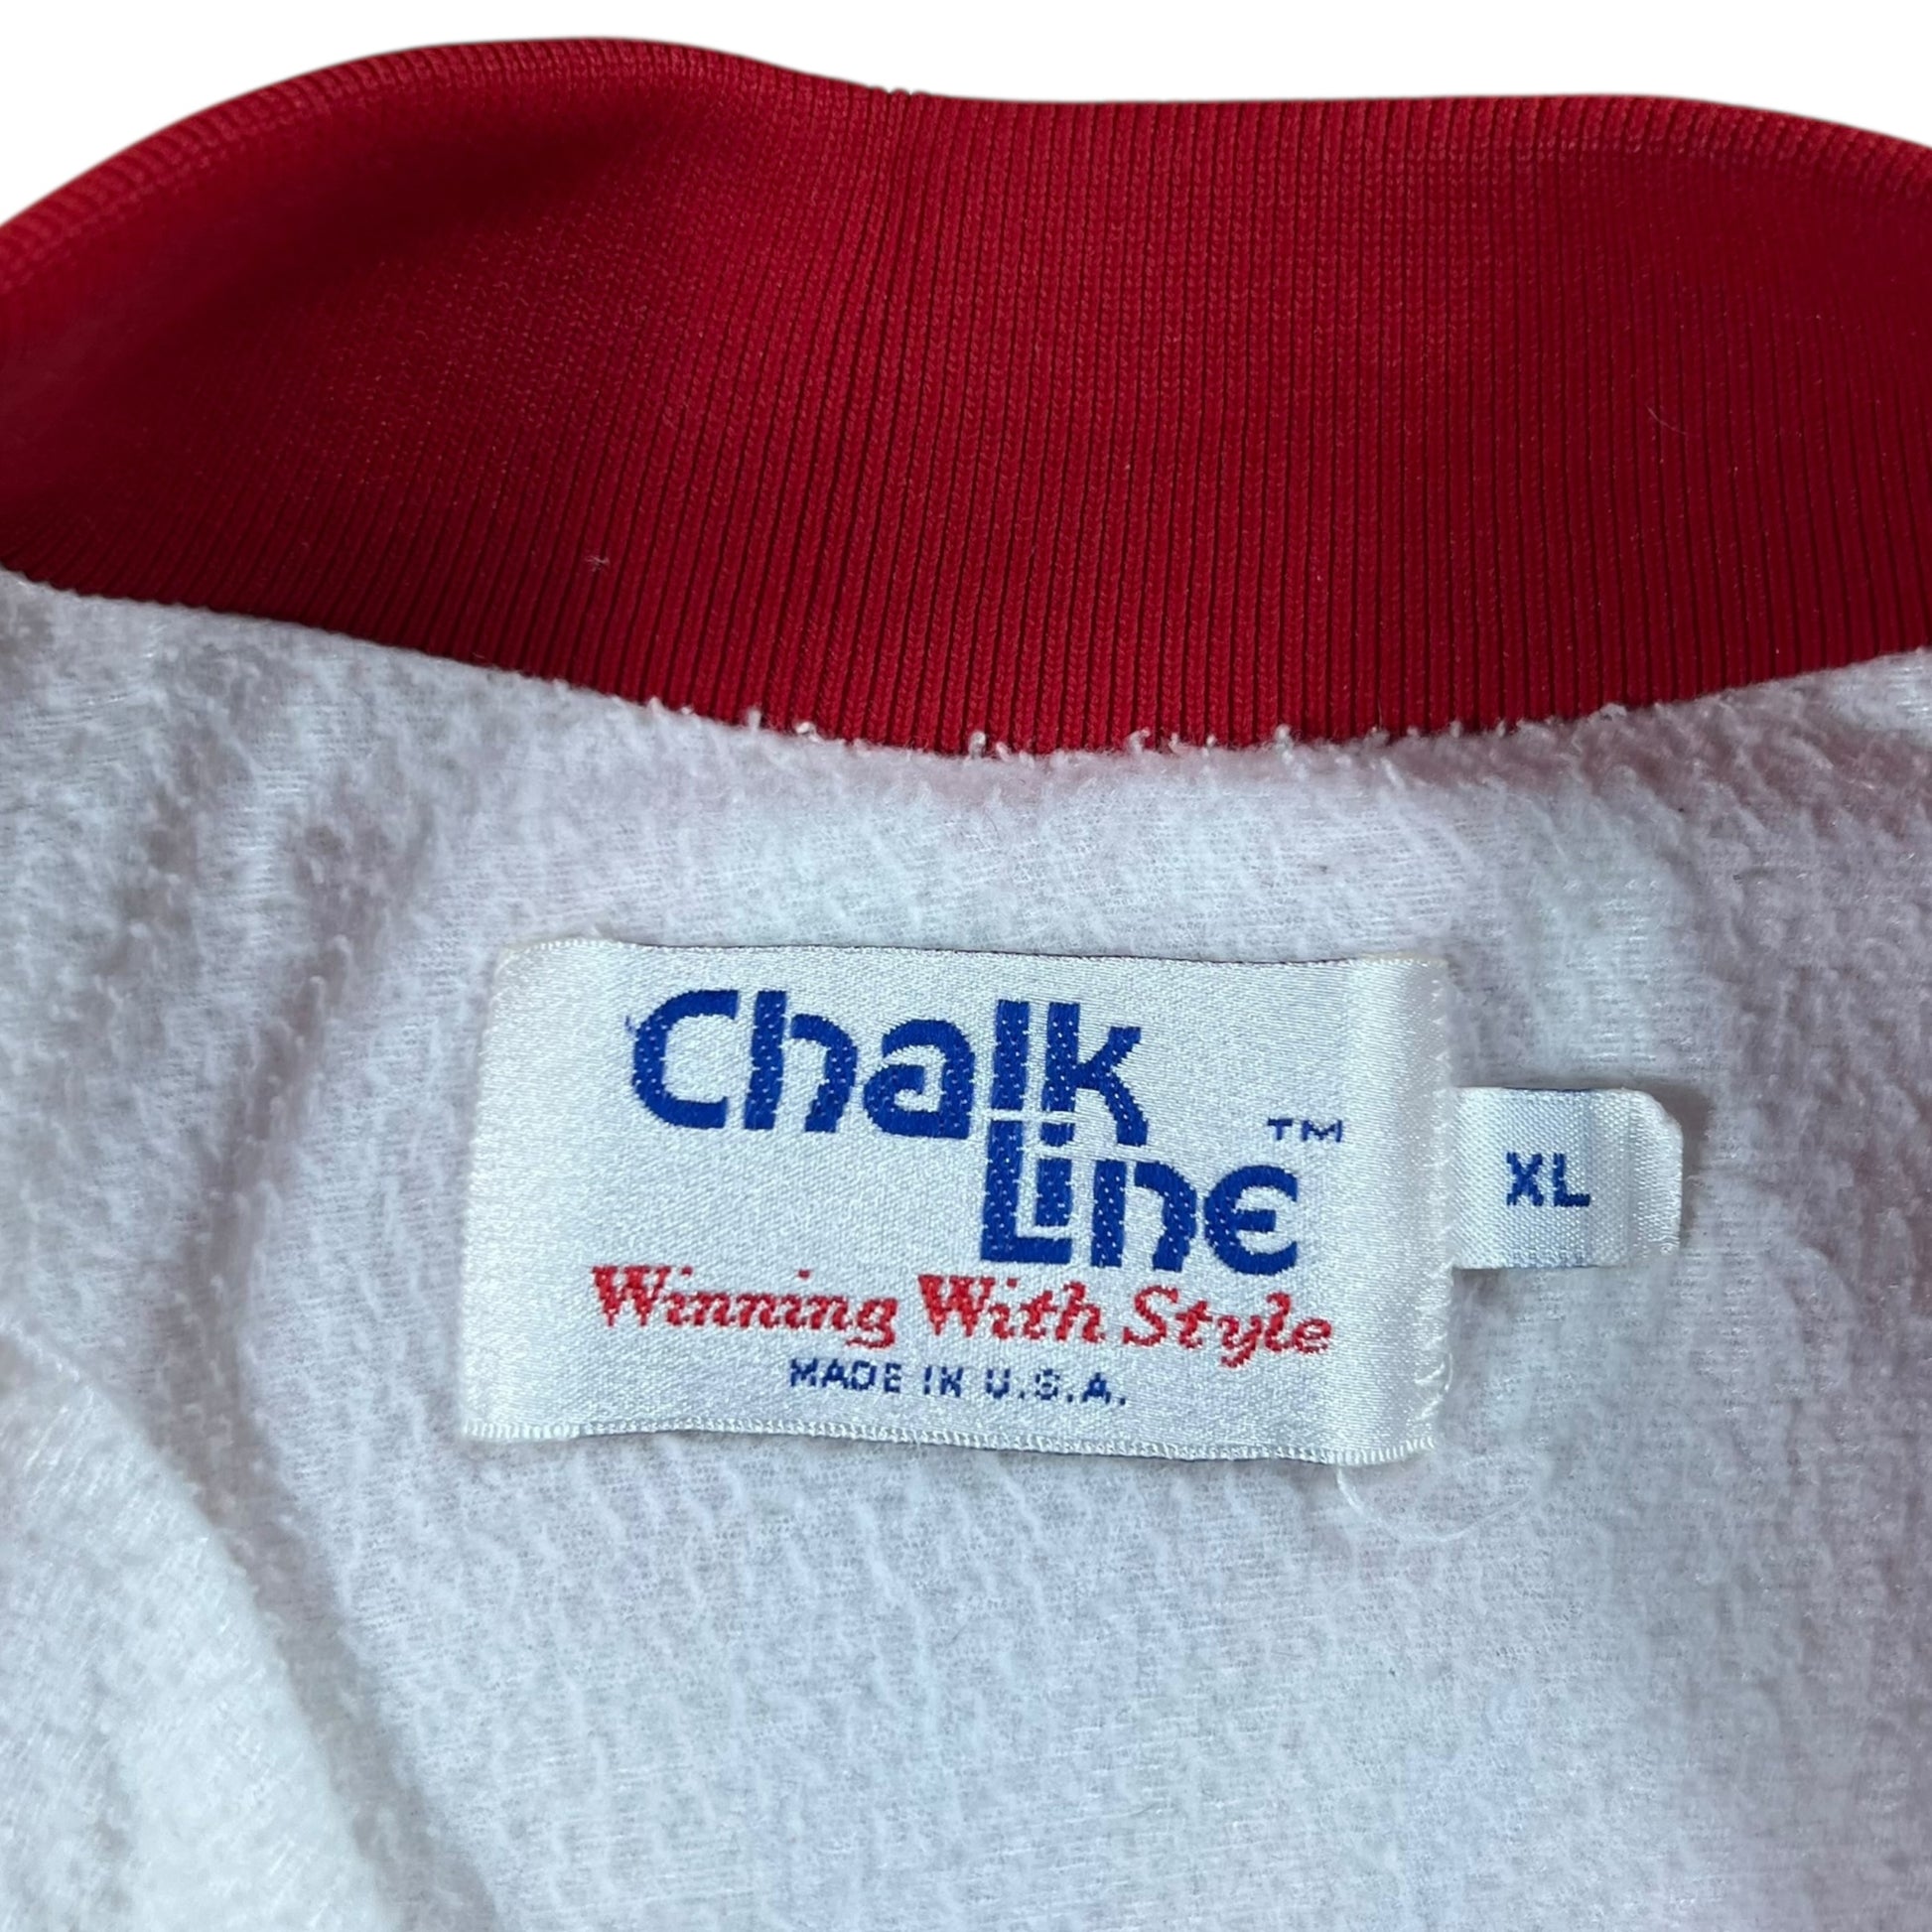 Chalk
Line™
Winning With Style
MADE IN U.S.A.
XL